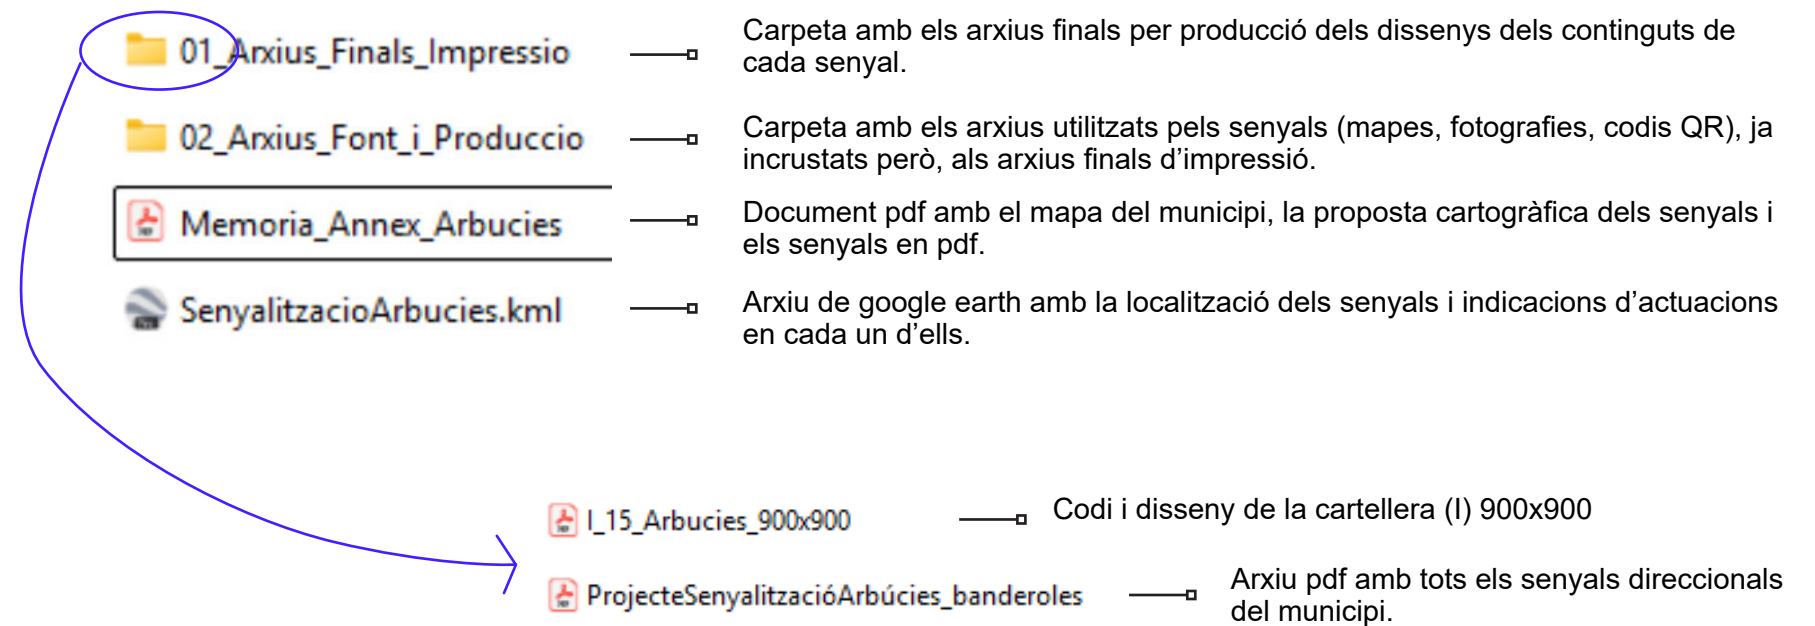 01_Arxius_Finals_Impressio
Carpeta amb els arxius finals per producció dels dissenys dels continguts de
cada senyal.
02_Arxius_Font_i_Produccio
Carpeta amb els arxius utilitzats pels senyals (mapes, fotografies, codis QR), ja
incrustats però, als arxius finals d’impressió.
Memoria_Annex_Arbucies
Document pdf amb el mapa del municipi, la proposta cartogràfica dels senyals i
els senyals en pdf.
SenyalitzacioArbucies.kml
Arxiu de google earth amb la localització dels senyals i indicacions d’actuacions
en cada un d’ells.
I_15_Arbucies_900x900
Codi i disseny de la cartellera (I) 900x900
ProjecteSenyalitzacióArbúcies_banderoles
Arxiu pdf amb tots els senyals direccionals
del municipi.